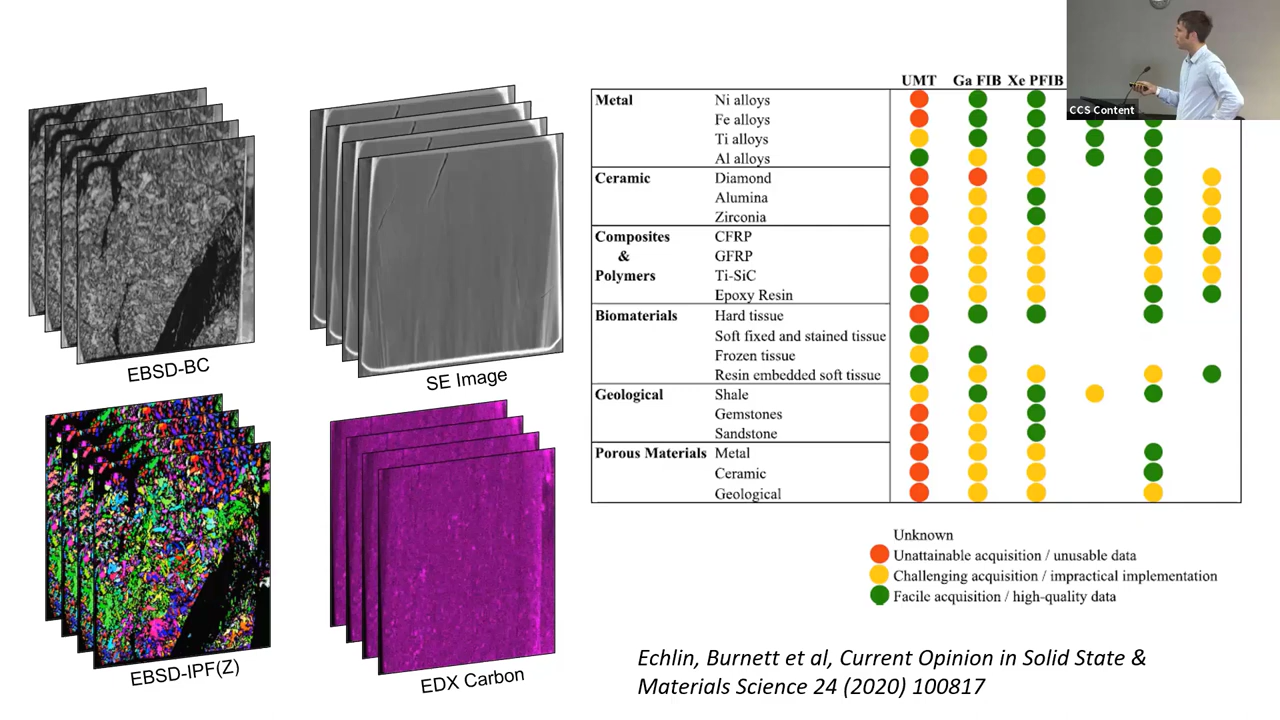 UMT Ga FIB Xe PFIB
CCS Content
Metal Ni alloys
Fe alloys
Ti alloys
Al alloys
Ceramic Diamond
Alumina
Zirconia
Composites CFRP
& GFRP
Polymers Ti-SiC
Epoxy Resin
Biomaterials Hard tissue
Soft fixed and stained tissue
Frozen tissue
Resin embedded soft tissue
Geological Shale
Gemstones
Sandstone
Porous Materials Metal
Ceramic
Geological
EBSD-BC
SE Image
EBSD-IPF(Z)
EDX Carbon
Unknown
Unattainable acquisition / unusable data
Challenging acquisition / impractical implementation
Facile acquisition / high-quality data
Echlin, Burnett et al, Current Opinion in Solid State &
Materials Science 24 (2020) 100817